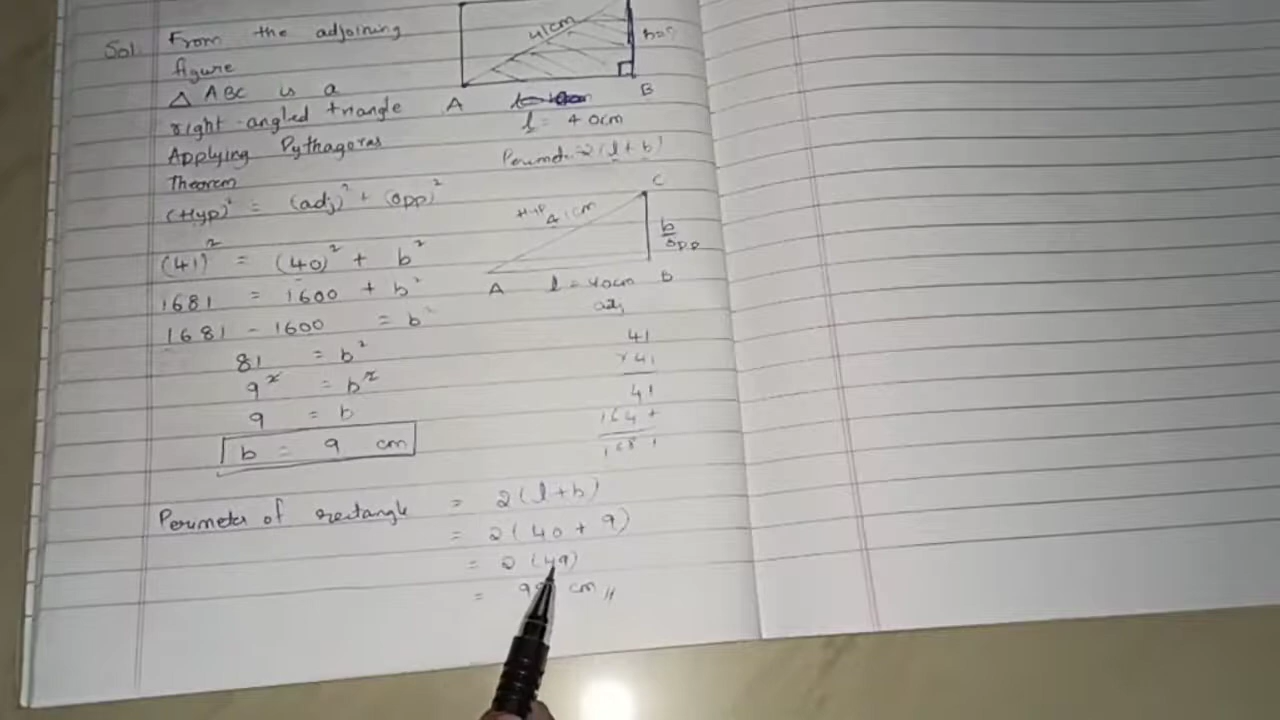 Sol From the adjoining
figure
△ ABC is a
right-angled triangle
Applying Pythagoras
Theorem
(Hyp)² = (adj)² + (opp)²
(41)² = (40)² + b²
1681 = 1600 + b²
1681 - 1600 = b²
81 = b²
9² = b²
9 = b
b = 9 cm
41cm
A
B
l = 40cm
Perimeter = 2(l + b)
C
Hyp 41cm
b
opp
A l = 40cm B
adj
41
× 41
41
164 +
1681
Perimeter of rectangle = 2(l+b)
= 2(40 + 9)
= 2 (49)
= cm //